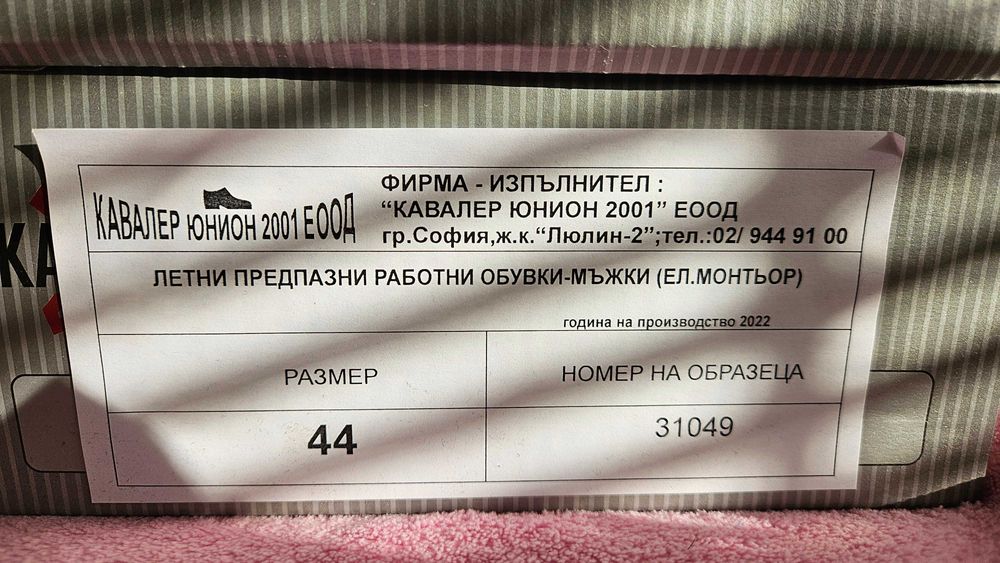 КАВАЛЕР ЮНИОН 2001 ЕООД
ФИРМА - ИЗПЪЛНИТЕЛ :
“КАВАЛЕР ЮНИОН 2001” ЕООД
гр.София,ж.к.“Люлин-2”;тел.:02/ 944 91 00
ЛЕТНИ ПРЕДПАЗНИ РАБОТНИ ОБУВКИ-МЪЖКИ (ЕЛ.МОНТЬОР)
година на производство 2022
РАЗМЕР
НОМЕР НА ОБРАЗЕЦА
44
31049